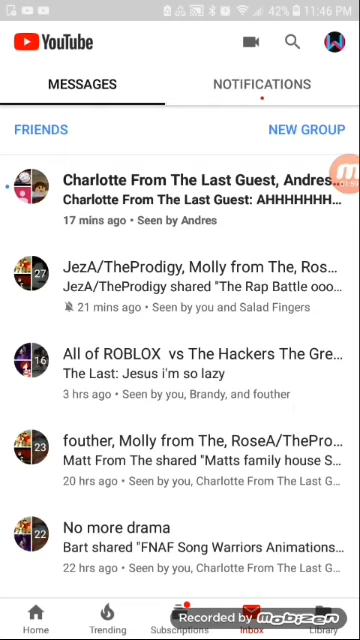 42% 11:46 PM
YouTube
MESSAGES NOTIFICATIONS
FRIENDS NEW GROUP
Charlotte From The Last Guest, Andres...
Charlotte From The Last Guest: AHHHHHHH...
17 mins ago • Seen by Andres
27
JezA/TheProdigy, Molly from The, Ros...
JezA/TheProdigy shared "The Rap Battle ooo...
21 mins ago • Seen by you and Salad Fingers
16
All of ROBLOX vs The Hackers The Gre...
The Last: Jesus i'm so lazy
3 hrs ago • Seen by you, Brandy, and fouther
23
fouther, Molly from The, RoseA/ThePro...
Matt From The shared "Matts family house S...
20 hrs ago • Seen by you, Charlotte From The Last G...
22
No more drama
Bart shared "FNAF Song Warriors Animations...
22 hrs ago • Seen by you, Charlotte From The Last G...
Recorded by Mobizen
Home Trending Subscriptions Inbox Library